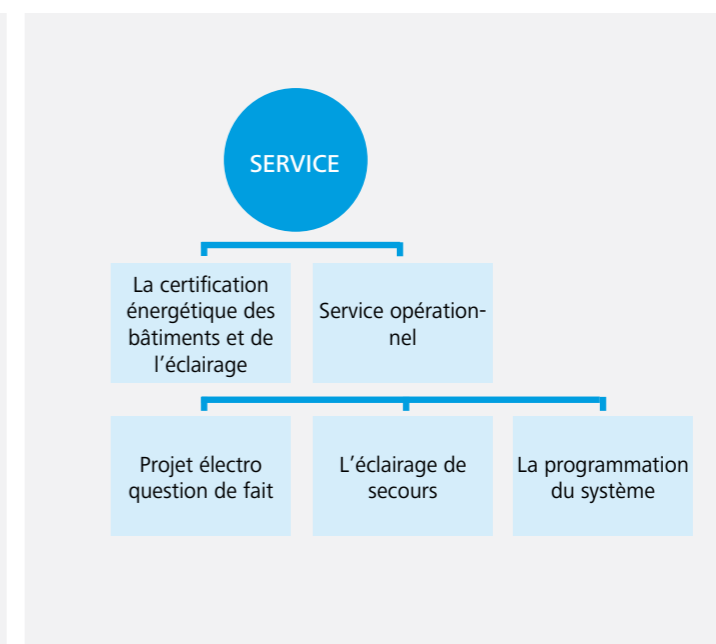 SERVICE
La certification
énergétique des
bâtiments et de
l’éclairage
Service opération-
nel
Projet électro
question de fait
L’éclairage de
secours
La programmation
du système